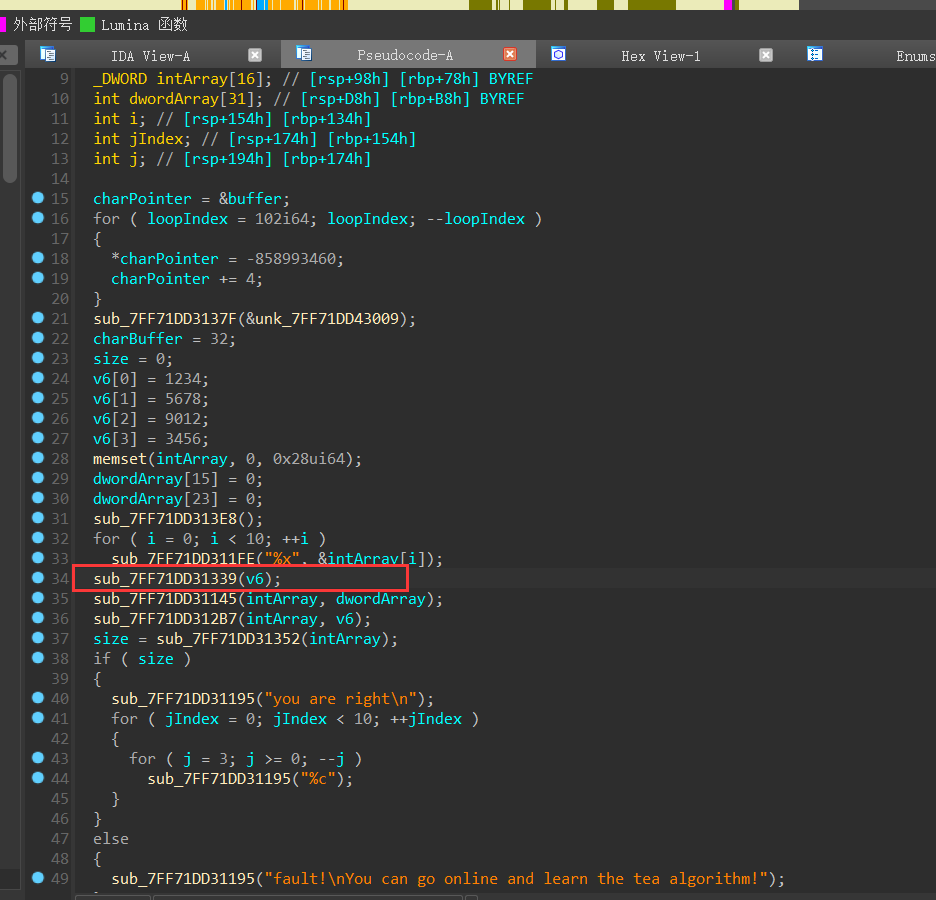 外部符号 Lumina 函数
IDA View-A Pseudocode-A Hex View-1 Enums
9 _DWORD intArray[16]; // [rsp+98h] [rbp+78h] BYREF
10 int dwordArray[31]; // [rsp+D8h] [rbp+B8h] BYREF
11 int i; // [rsp+154h] [rbp+134h]
12 int jIndex; // [rsp+174h] [rbp+154h]
13 int j; // [rsp+194h] [rbp+174h]
14
15 charPointer = &buffer;
16 for ( loopIndex = 102i64; loopIndex; --loopIndex )
17 {
18 *charPointer = -858993460;
19 charPointer += 4;
20 }
21 sub_7FF71DD3137F(&unk_7FF71DD43009);
22 charBuffer = 32;
23 size = 0;
24 v6[0] = 1234;
25 v6[1] = 5678;
26 v6[2] = 9012;
27 v6[3] = 3456;
28 memset(intArray, 0, 0x28ui64);
29 dwordArray[15] = 0;
30 dwordArray[23] = 0;
31 sub_7FF71DD313E8();
32 for ( i = 0; i < 10; ++i )
33 sub_7FF71DD311FE("%x", &intArray[i]);
34 sub_7FF71DD31339(v6);
35 sub_7FF71DD31145(intArray, dwordArray);
36 sub_7FF71DD312B7(intArray, v6);
37 size = sub_7FF71DD31352(intArray);
38 if ( size )
39 {
40 sub_7FF71DD31195("you are right\n");
41 for ( jIndex = 0; jIndex < 10; ++jIndex )
42 {
43 for ( j = 3; j >= 0; --j )
44 sub_7FF71DD31195("%c");
45 }
46 }
47 else
48 {
49 sub_7FF71DD31195("fault!\nYou can go online and learn the tea algorithm!");